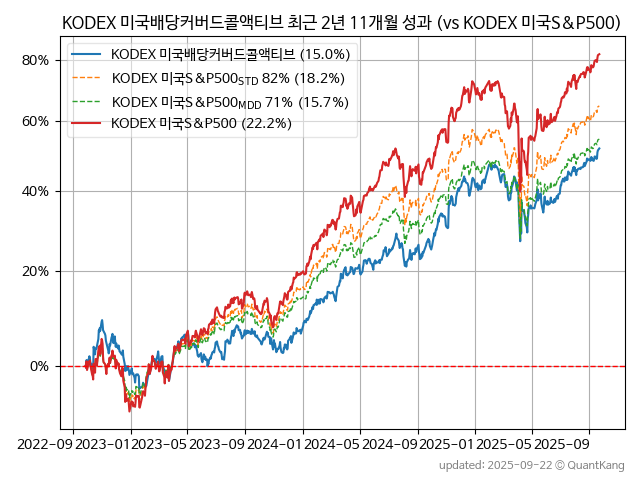 KODEX 미국배당커버드콜액티브 최근 2년 11개월 성과 (vs KODEX 미국S&P500)
KODEX 미국배당커버드콜액티브 (15.0%)
KODEX 미국S&P500STD 82% (18.2%)
KODEX 미국S&P500MDD 71% (15.7%)
KODEX 미국S&P500 (22.2%)
80%
60%
40%
20%
0%
2022-09 2023-01 2023-05 2023-09 2024-01 2024-05 2024-09 2025-01 2025-05 2025-09
updated: 2025-09-22 © QuantKang